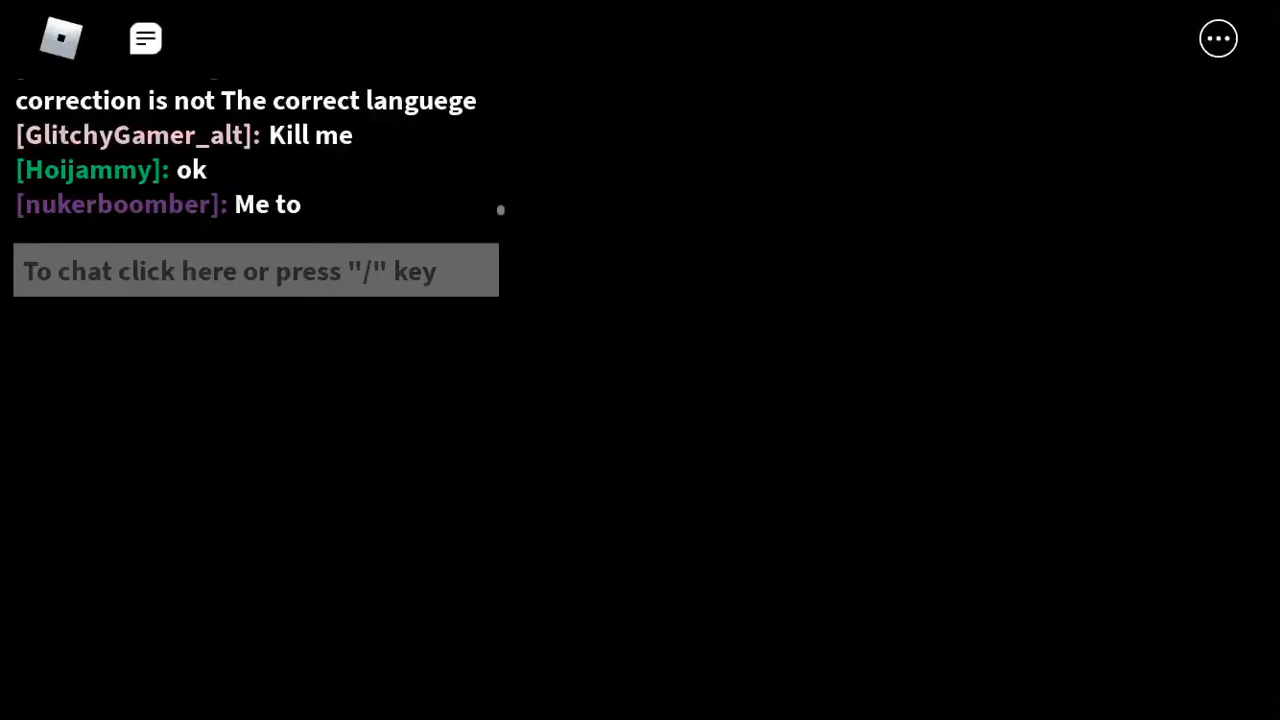 correction is not The correct languege
[GlitchyGamer_alt]: Kill me
[Hoijammy]: ok
[nukerboomber]: Me to
To chat click here or press "/" key